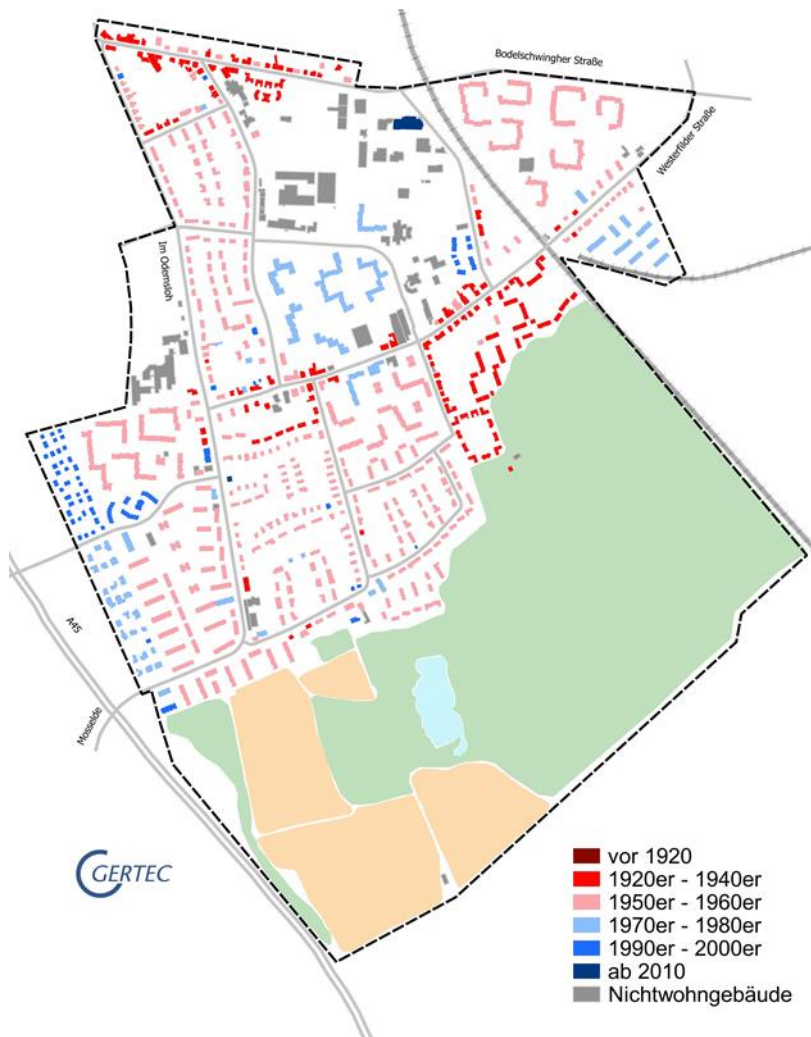 Bodelschwingher Straße
Westerfilder Straße
Im Odemsloh
A45
Mosselde
GERTEC
vor 1920
1920er - 1940er
1950er - 1960er
1970er - 1980er
1990er - 2000er
ab 2010
Nichtwohngebäude